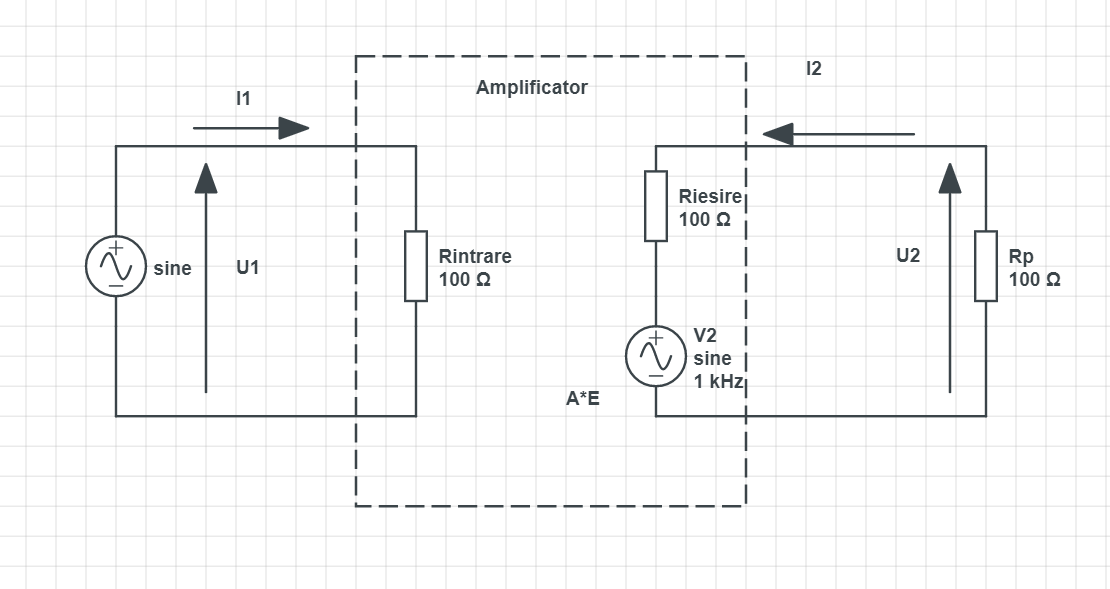 I2
Amplificator
I1
Riesire
100 Ω
sine
U1
Rintrare
100 Ω
U2
Rp
100 Ω
V2
sine
1 kHz
A*E